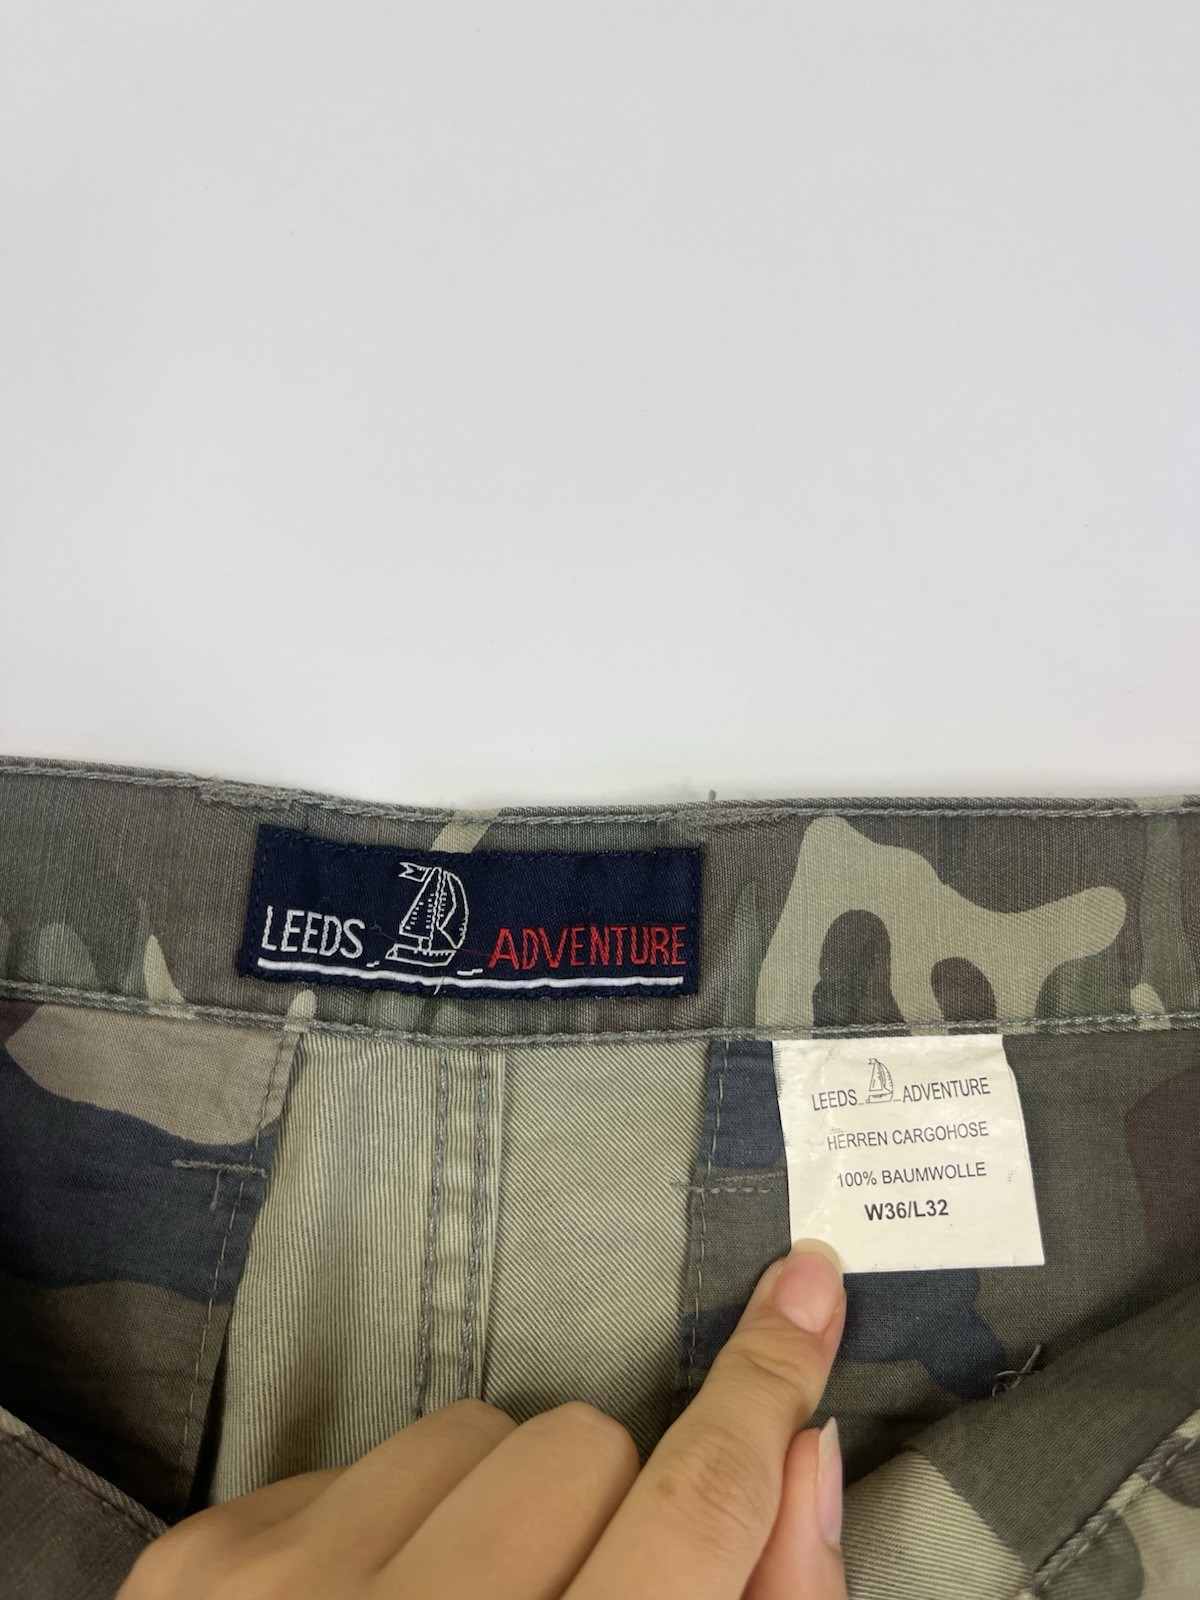 LEEDS ADVENTURE
LEEDS ADVENTURE
HERREN CARGOHOSE
100% BAUMWOLLE
W36/L32